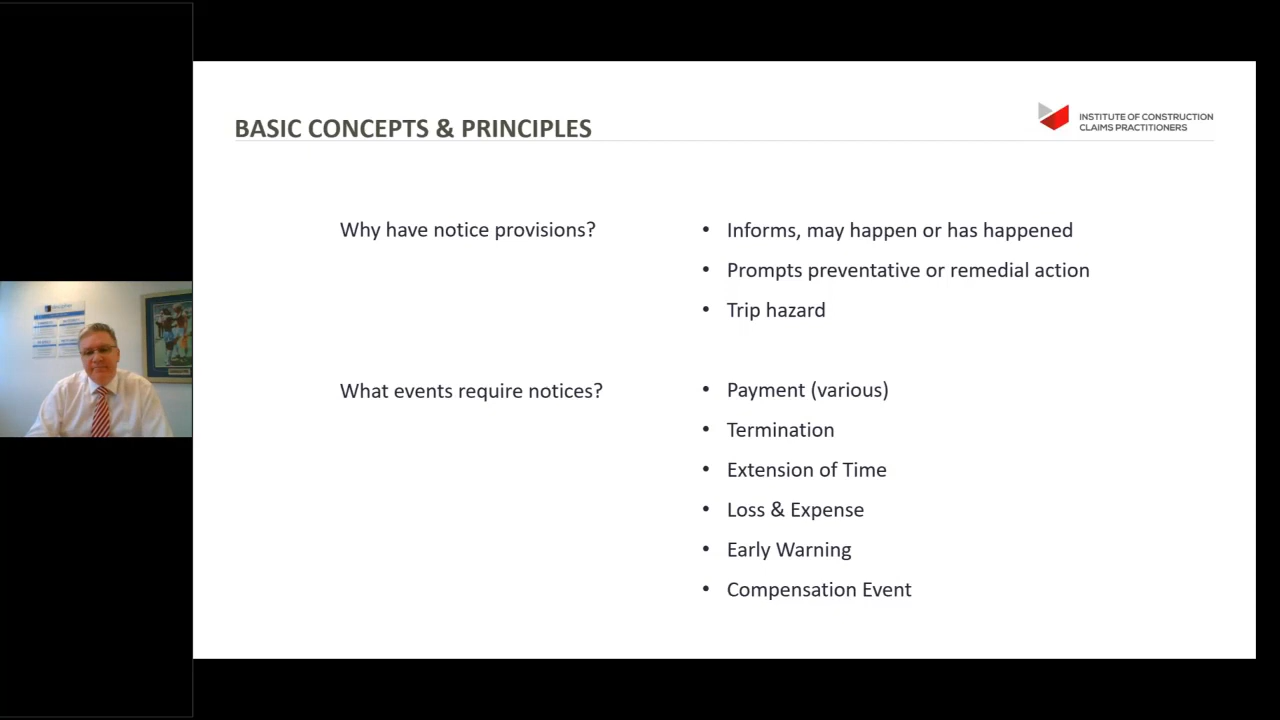 BASIC CONCEPTS & PRINCIPLES
INSTITUTE OF CONSTRUCTION
CLAIMS PRACTITIONERS
Why have notice provisions?
• Informs, may happen or has happened
• Prompts preventative or remedial action
• Trip hazard
What events require notices?
• Payment (various)
• Termination
• Extension of Time
• Loss & Expense
• Early Warning
• Compensation Event